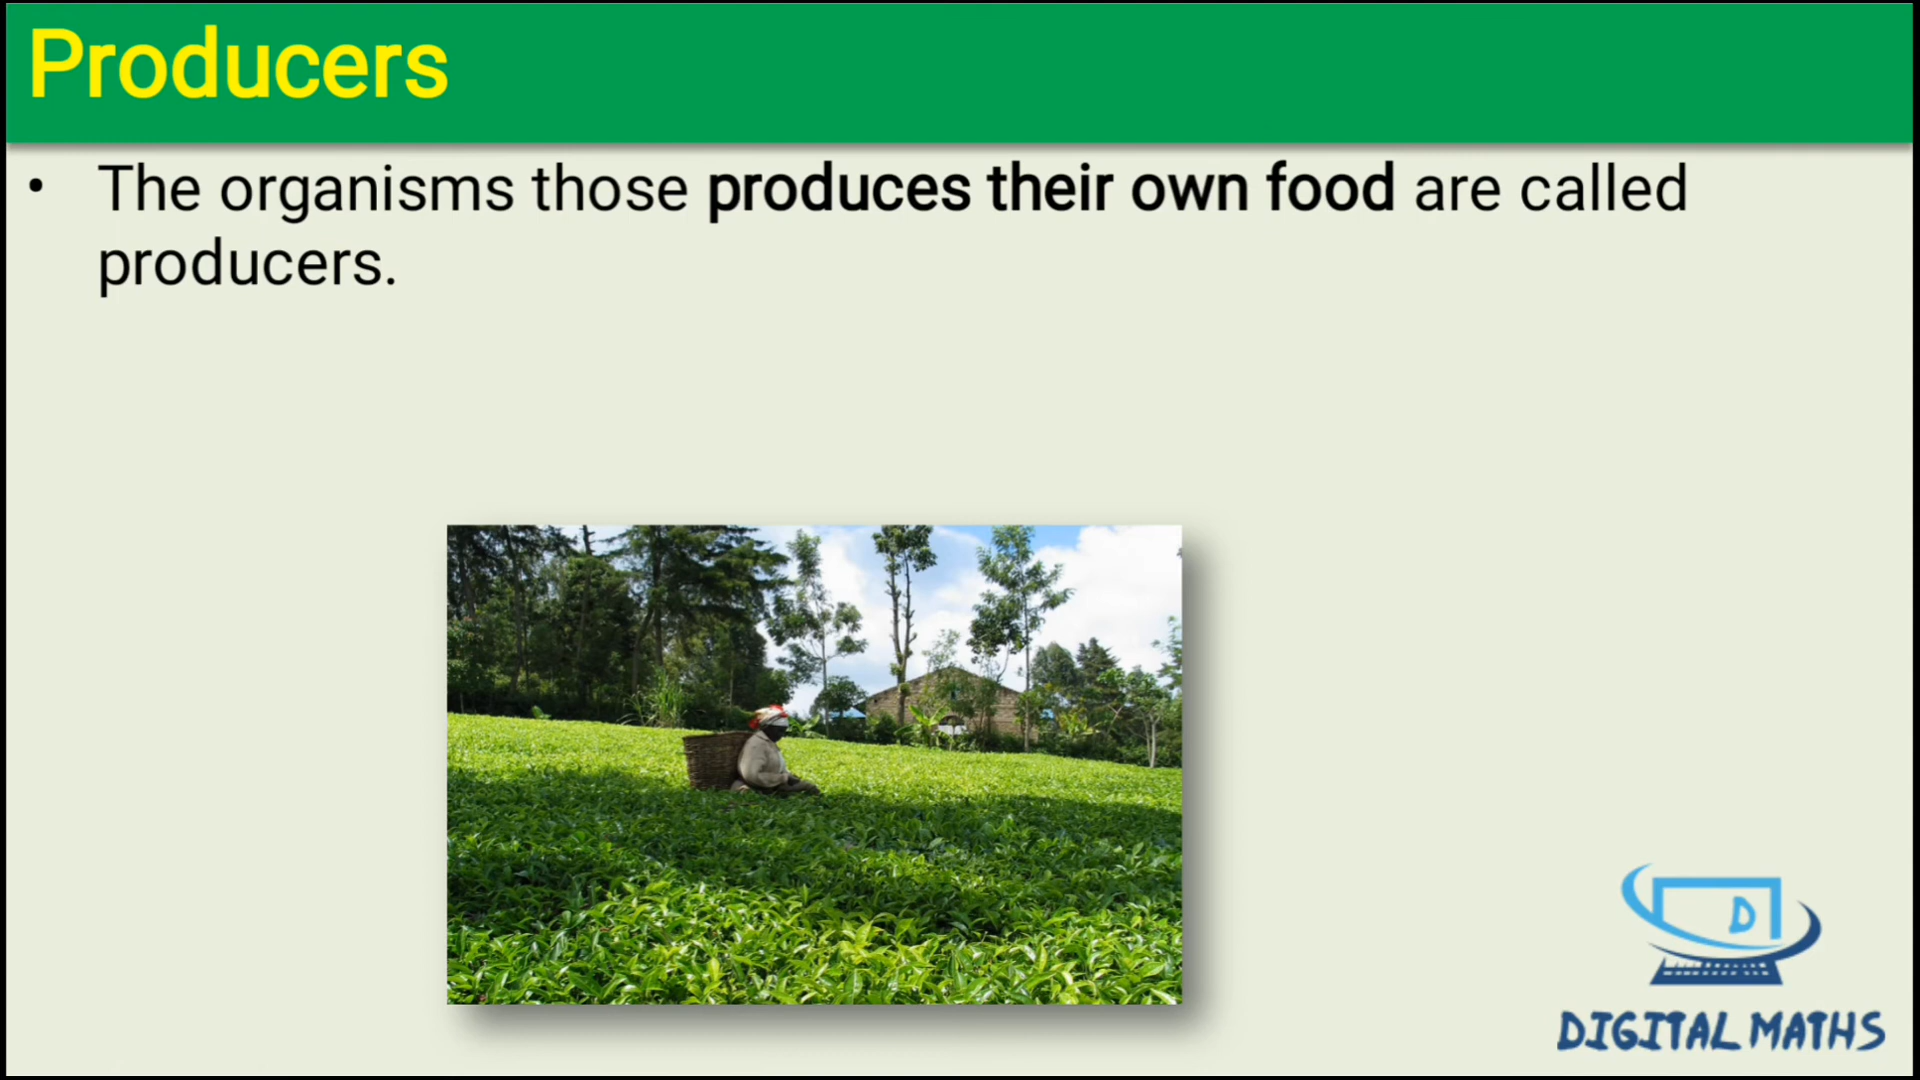 Producers
• The organisms those produces their own food are called
producers.
D
DIGITAL MATHS